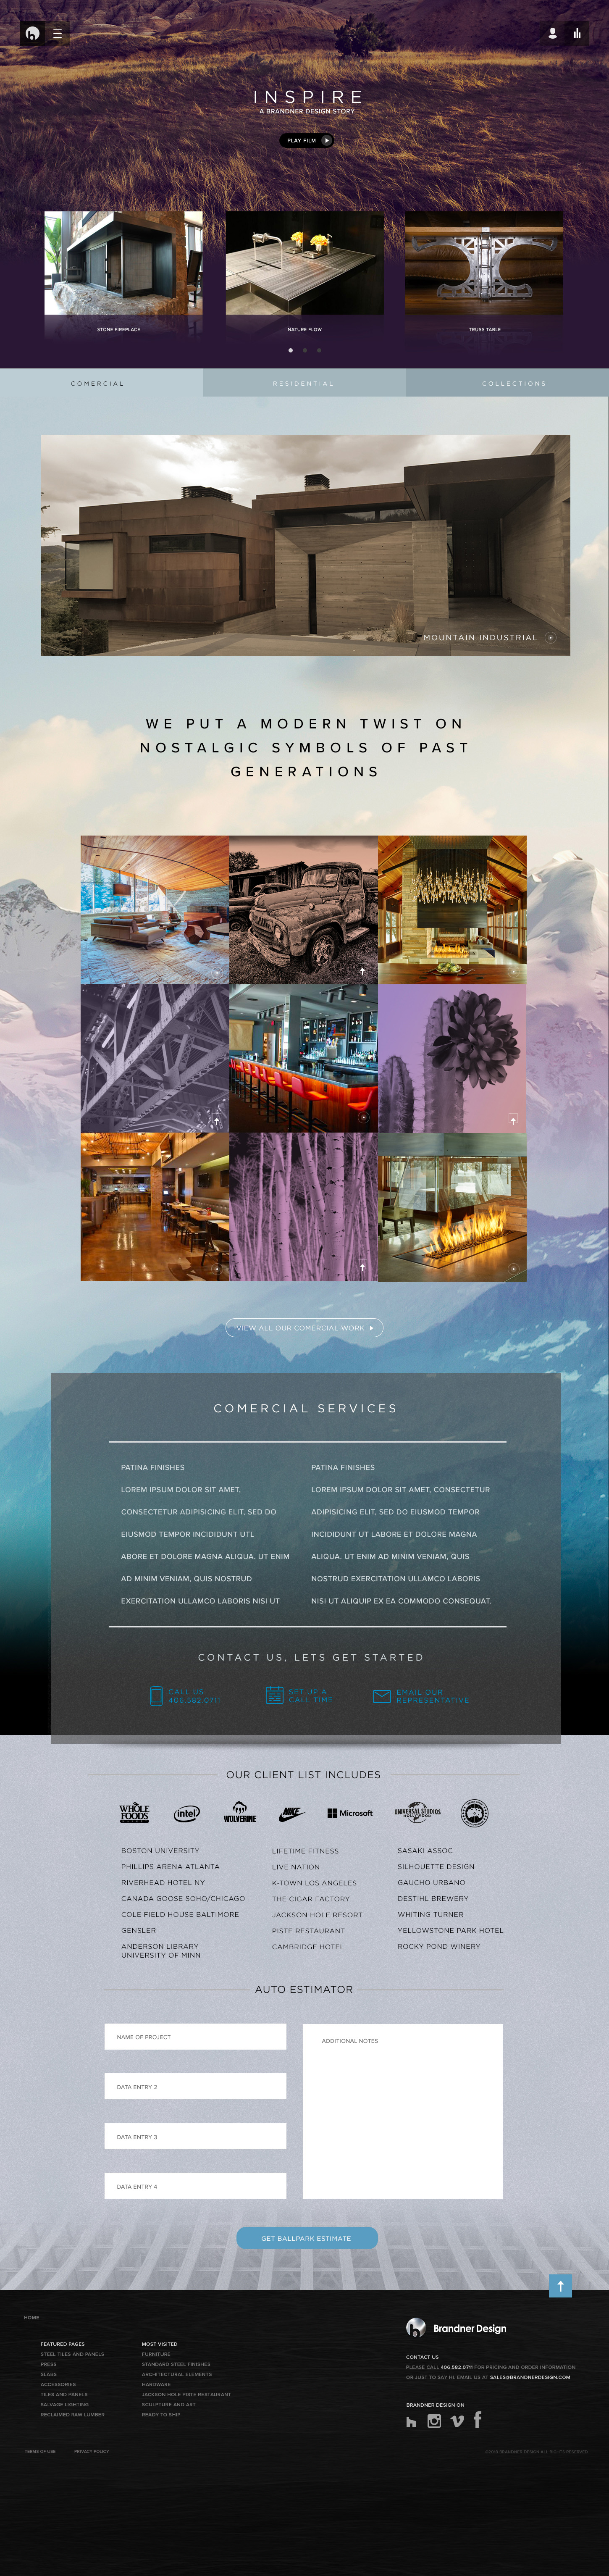 INSPIRE
A BRANDNER DESIGN STORY
PLAY FILM
STONE FIREPLACE
NATURE FLOW
TRUSS TABLE
COMERCIAL
RESIDENTIAL
COLLECTIONS
MOUNTAIN INDUSTRIAL
WE PUT A MODERN TWIST ON
NOSTALGIC SYMBOLS OF PAST
GENERATIONS
VIEW ALL OUR COMERCIAL WORK
COMERCIAL SERVICES
PATINA FINISHES
LOREM IPSUM DOLOR SIT AMET,
CONSECTETUR ADIPISICING ELIT, SED DO
EIUSMOD TEMPOR INCIDIDUNT UTL
ABORE ET DOLORE MAGNA ALIQUA. UT ENIM
AD MINIM VENIAM, QUIS NOSTRUD
EXERCITATION ULLAMCO LABORIS NISI UT
PATINA FINISHES
LOREM IPSUM DOLOR SIT AMET, CONSECTETUR
ADIPISICING ELIT, SED DO EIUSMOD TEMPOR
INCIDIDUNT UT LABORE ET DOLORE MAGNA
ALIQUA. UT ENIM AD MINIM VENIAM, QUIS
NOSTRUD EXERCITATION ULLAMCO LABORIS
NISI UT ALIQUIP EX EA COMMODO CONSEQUAT.
CONTACT US, LETS GET STARTED
CALL US
406.582.0711
SET UP A
CALL TIME
EMAIL OUR
REPRESENTATIVE
OUR CLIENT LIST INCLUDES
WHOLE
FOODS
MARKET
intel
WOLVERINE
NIKE
Microsoft
UNIVERSAL STUDIOS
HOLLYWOOD
BOSTON UNIVERSITY
PHILLIPS ARENA ATLANTA
RIVERHEAD HOTEL NY
CANADA GOOSE SOHO/CHICAGO
COLE FIELD HOUSE BALTIMORE
GENSLER
ANDERSON LIBRARY
UNIVERSITY OF MINN
LIFETIME FITNESS
LIVE NATION
K-TOWN LOS ANGELES
THE CIGAR FACTORY
JACKSON HOLE RESORT
PISTE RESTAURANT
CAMBRIDGE HOTEL
SASAKI ASSOC
SILHOUETTE DESIGN
GAUCHO URBANO
DESTIHL BREWERY
WHITING TURNER
YELLOWSTONE PARK HOTEL
ROCKY POND WINERY
AUTO ESTIMATOR
NAME OF PROJECT
DATA ENTRY 2
DATA ENTRY 3
DATA ENTRY 4
ADDITIONAL NOTES
GET BALLPARK ESTIMATE
HOME
FEATURED PAGES
STEEL TILES AND PANELS
PRESS
SLABS
ACCESSORIES
TILES AND PANELS
SALVAGE LIGHTING
RECLAIMED RAW LUMBER
MOST VISITED
FURNITURE
STANDARD STEEL FINISHES
ARCHITECTURAL ELEMENTS
HARDWARE
JACKSON HOLE PISTE RESTAURANT
SCULPTURE AND ART
READY TO SHIP
Brandner Design
CONTACT US
PLEASE CALL 406.582.0711 FOR PRICING AND ORDER INFORMATION
OR JUST TO SAY HI. EMAIL US AT SALES@BRANDNERDESIGN.COM
BRANDNER DESIGN ON
TERMS OF USE
PRIVACY POLICY
BRANDNER DESIGN ALL RIGHTS RESERVED